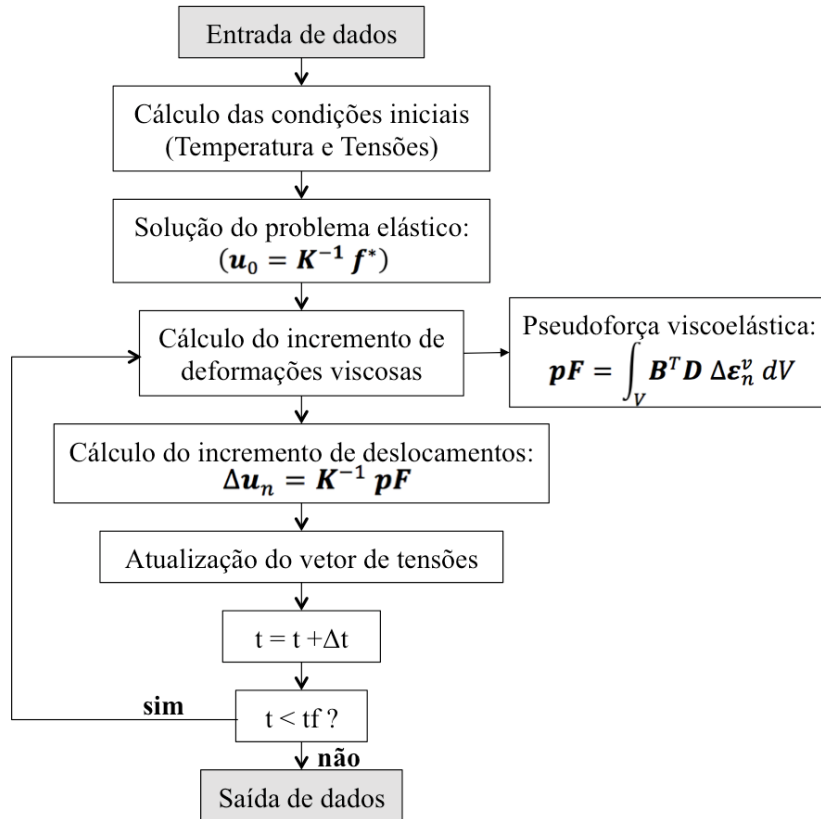 Entrada de dados
Cálculo das condições iniciais
(Temperatura e Tensões)
Solução do problema elástico:
(u₀ = K⁻¹ f*)
Cálculo do incremento de
deformações viscosas
Pseudoforça viscoelástica:
pF = ∫_V Bᵀ D Δεₙᵛ dV
Cálculo do incremento de deslocamentos:
Δuₙ = K⁻¹ pF
Atualização do vetor de tensões
t = t +Δt
sim
t < tf ?
não
Saída de dados